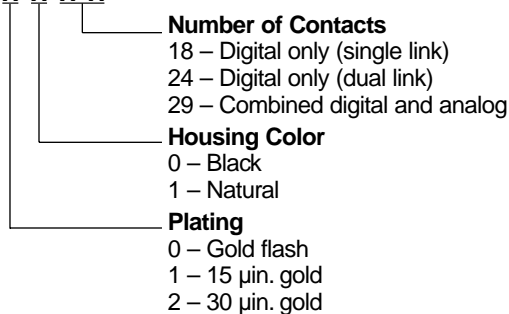 Number of Contacts
18 – Digital only (single link)
24 – Digital only (dual link)
29 – Combined digital and analog
Housing Color
0 – Black
1 – Natural
Plating
0 – Gold flash
1 – 15 µin. gold
2 – 30 µin. gold